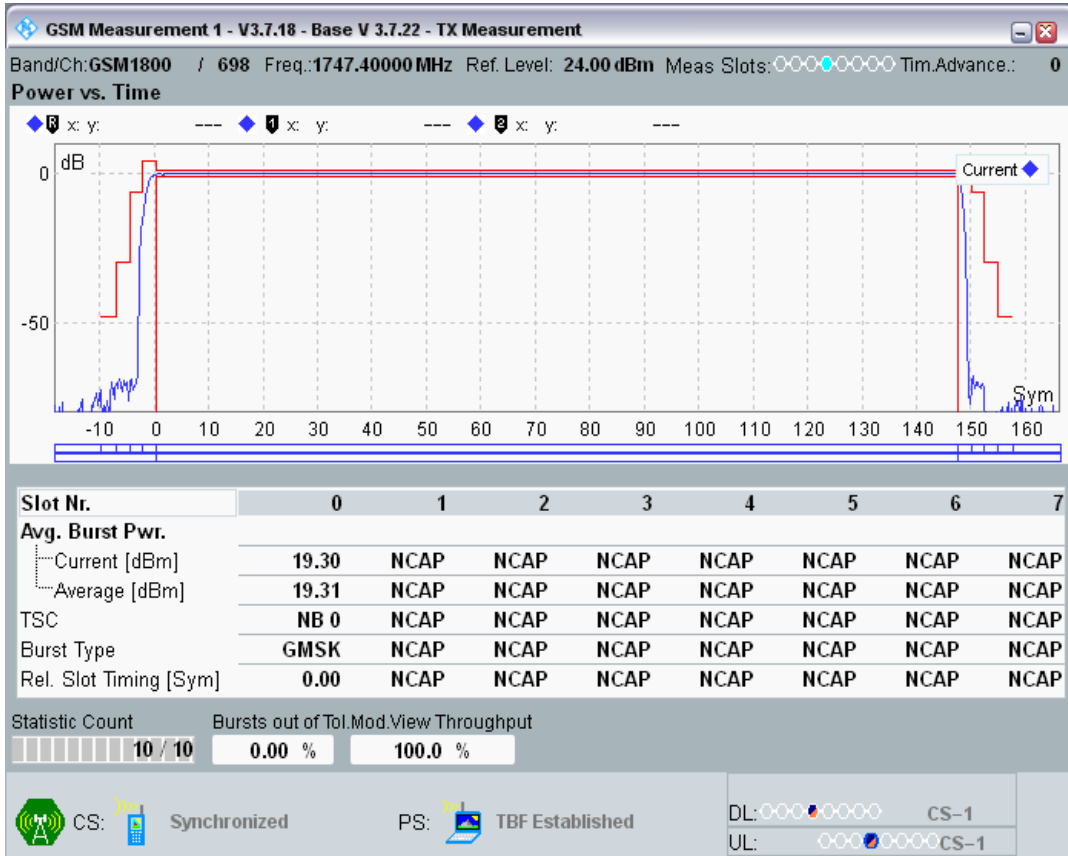 GSM Measurement 1 - V3.7.18 - Base V 3.7.22 - TX Measurement
Band/Ch:GSM1800 / 698 Freq.:1747.40000 MHz Ref. Level: 24.00 dBm Meas Slots: Tim.Advance.: 0
Power vs. Time
R x: y: --- 1 x: y: --- 2 x: y: ---
dB
Current
0
-50
Sym
-10 0 10 20 30 40 50 60 70 80 90 100 110 120 130 140 150 160
Slot Nr. 0 1 2 3 4 5 6 7
Avg. Burst Pwr.
Current [dBm] 19.30 NCAP NCAP NCAP NCAP NCAP NCAP NCAP
Average [dBm] 19.31 NCAP NCAP NCAP NCAP NCAP NCAP NCAP
TSC NB 0 NCAP NCAP NCAP NCAP NCAP NCAP NCAP
Burst Type GMSK NCAP NCAP NCAP NCAP NCAP NCAP NCAP
Rel. Slot Timing [Sym] 0.00 NCAP NCAP NCAP NCAP NCAP NCAP NCAP
Statistic Count Bursts out of Tol. Mod.View Throughput
10 / 10 0.00 % 100.0 %
CS: Synchronized PS: TBF Established
DL: CS-1
UL: CS-1